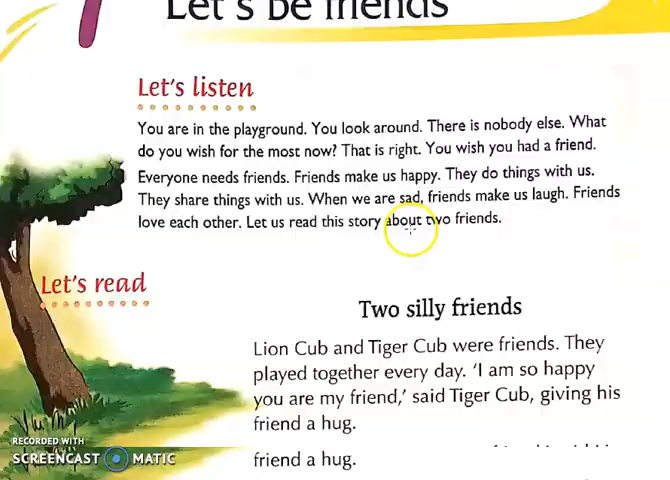 Let's be friends
Let's listen
You are in the playground. You look around. There is nobody else. What
do you wish for the most now? That is right. You wish you had a friend.
Everyone needs friends. Friends make us happy. They do things with us.
They share things with us. When we are sad, friends make us laugh. Friends
love each other. Let us read this story about two friends.
Let's read
Two silly friends
Lion Cub and Tiger Cub were friends. They
played together every day. 'I am so happy
you are my friend,' said Tiger Cub, giving his
friend a hug.
RECORDED WITH
SCREENCAST MATIC
friend a hug.